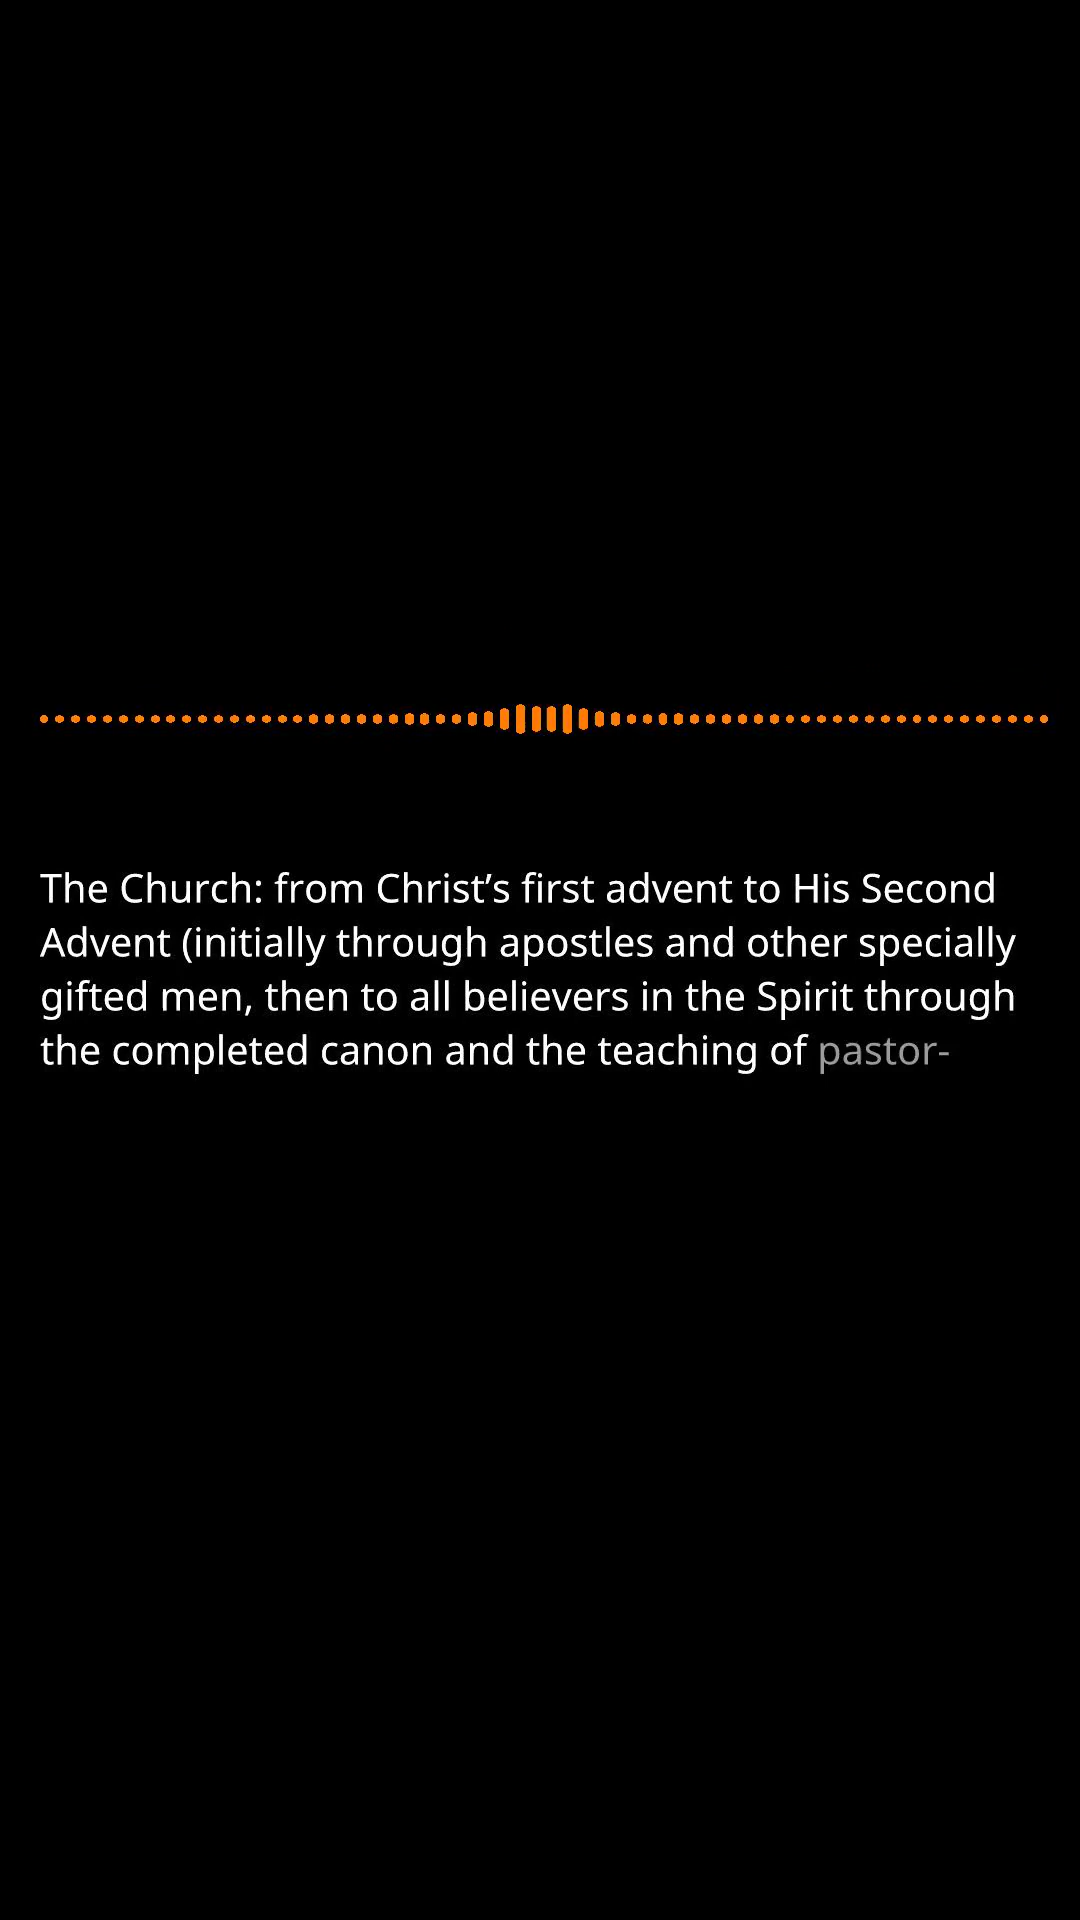 The Church: from Christ’s first advent to His Second
Advent (initially through apostles and other specially
gifted men, then to all believers in the Spirit through
the completed canon and the teaching of pastor-